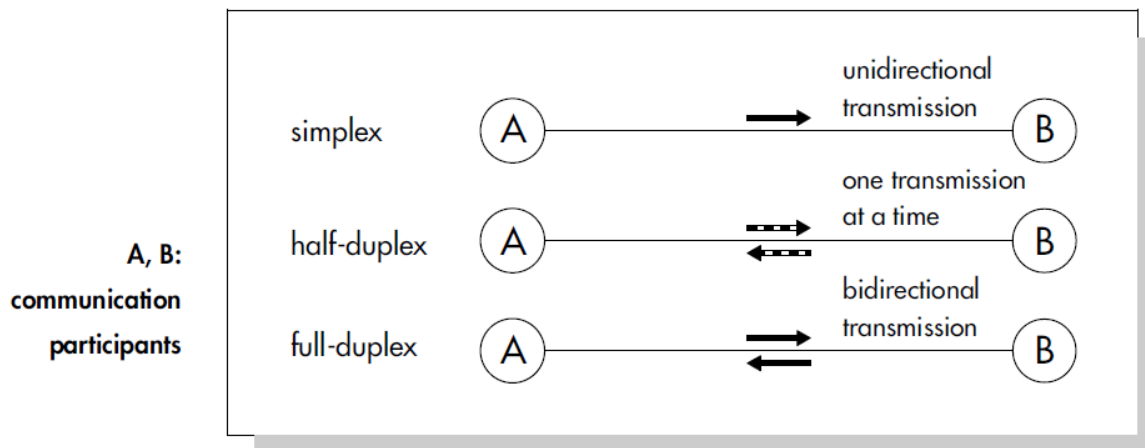 unidirectional
transmission
simplex
A
B
one transmission
at a time
half-duplex
A
B
A, B:
communication
participants
bidirectional
transmission
full-duplex
A
B